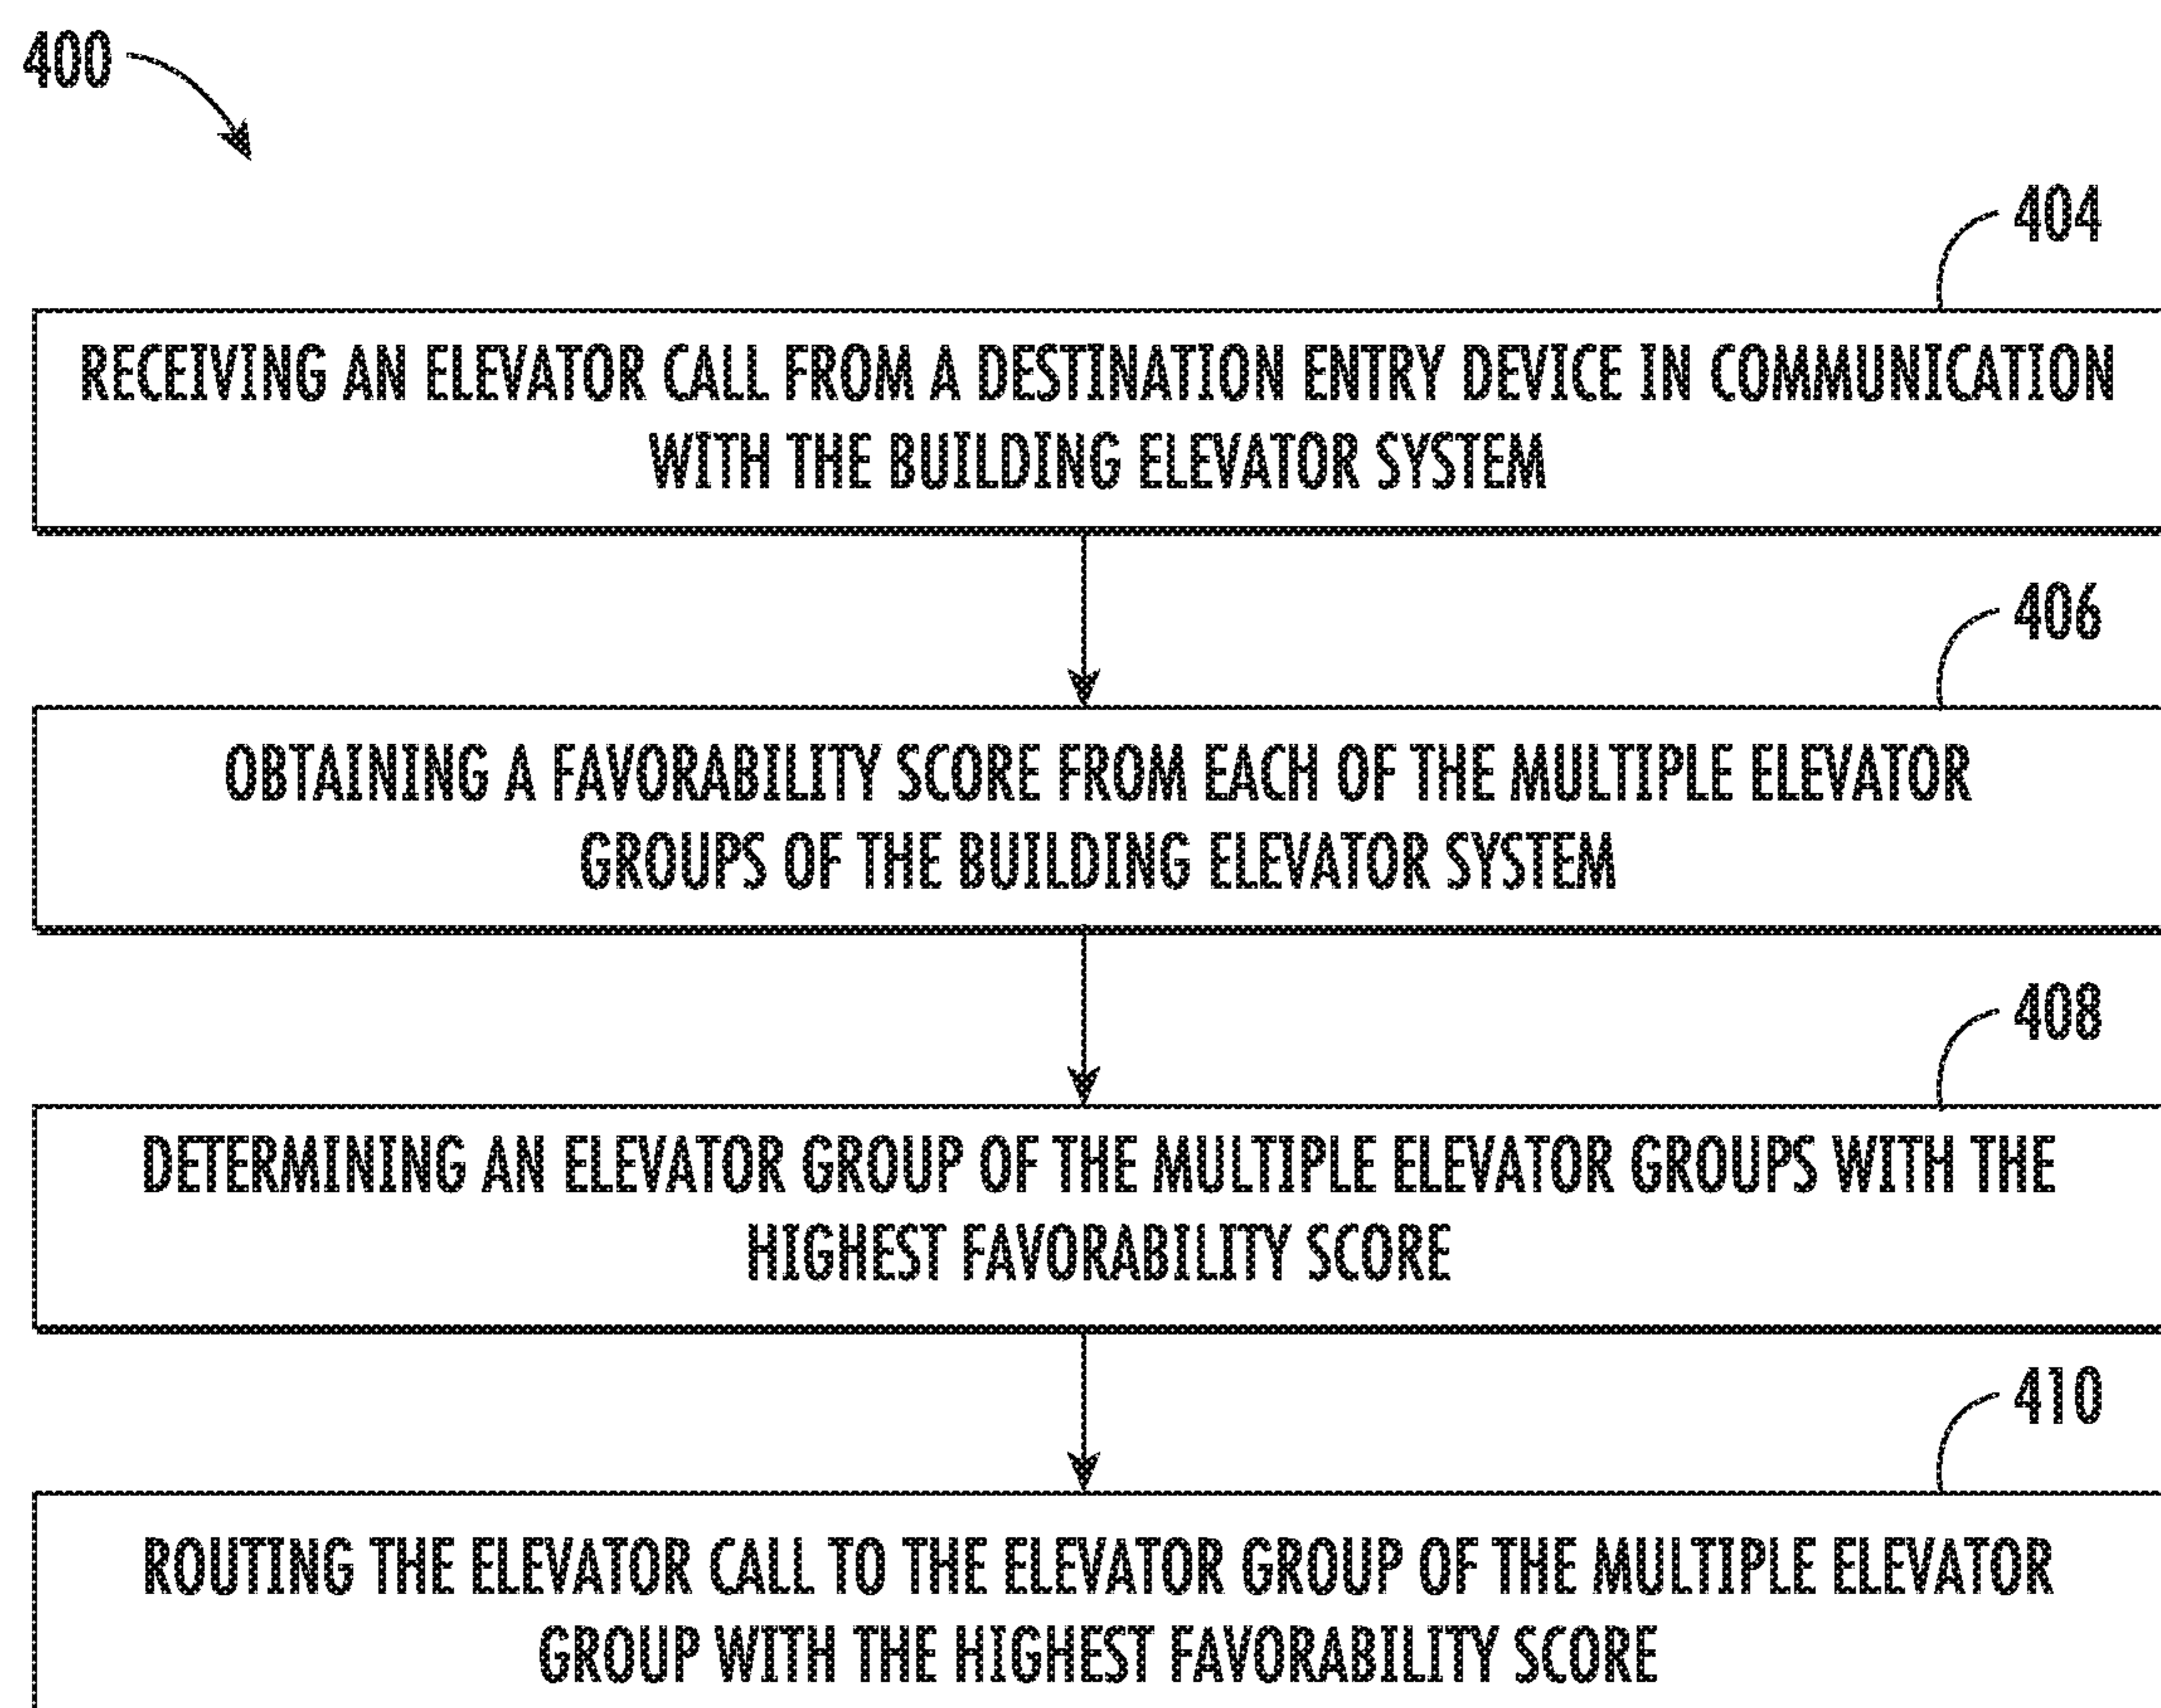 400
404
RECEIVING AN ELEVATOR CALL FROM A DESTINATION ENTRY DEVICE IN COMMUNICATION
WITH THE BUILDING ELEVATOR SYSTEM
406
OBTAINING A FAVORABILITY SCORE FROM EACH OF THE MULTIPLE ELEVATOR
GROUPS OF THE BUILDING ELEVATOR SYSTEM
408
DETERMINING AN ELEVATOR GROUP OF THE MULTIPLE ELEVATOR GROUPS WITH THE
HIGHEST FAVORABILITY SCORE
410
ROUTING THE ELEVATOR CALL TO THE ELEVATOR GROUP OF THE MULTIPLE ELEVATOR
GROUP WITH THE HIGHEST FAVORABILITY SCORE